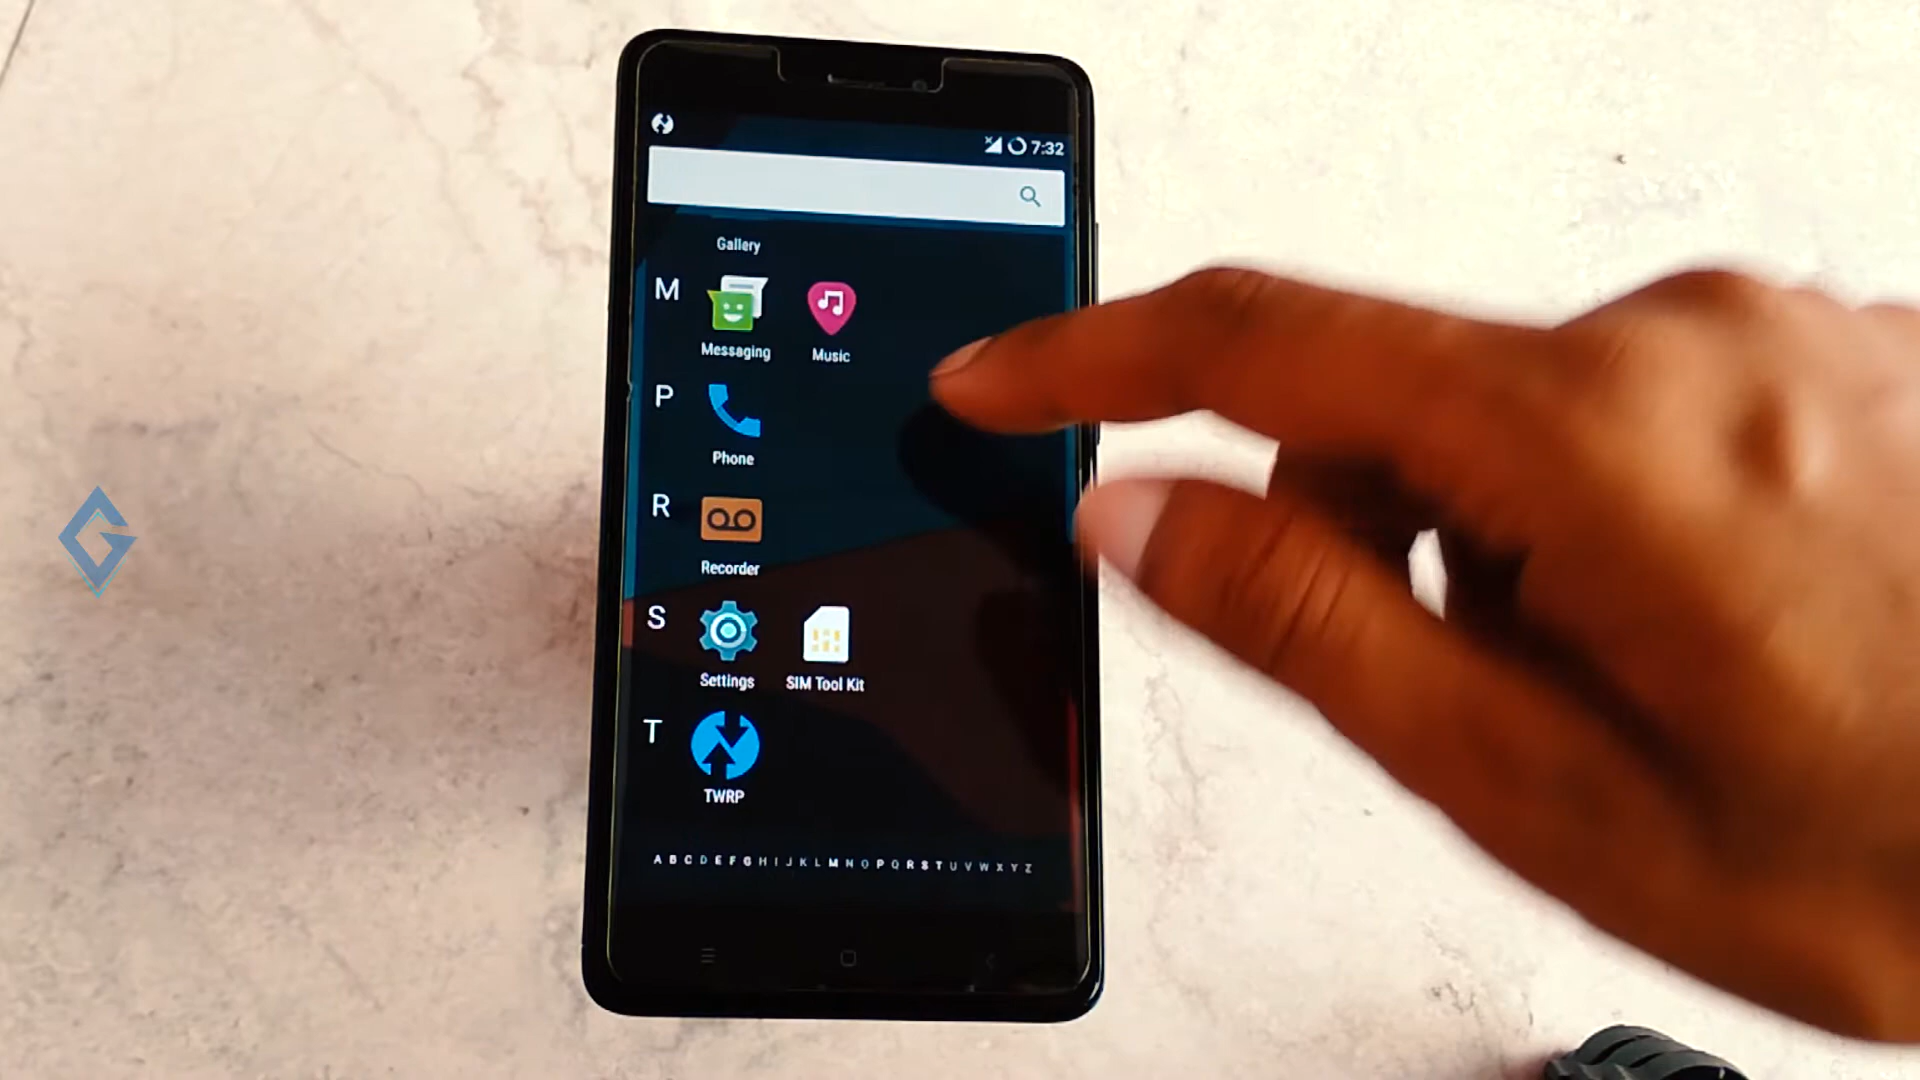 7:32
Gallery
M
Messaging
Music
P
Phone
R
Recorder
S
Settings
SIM Tool Kit
T
TWRP
A B C D E F G H I J K L M N O P Q R S T U V W X Y Z